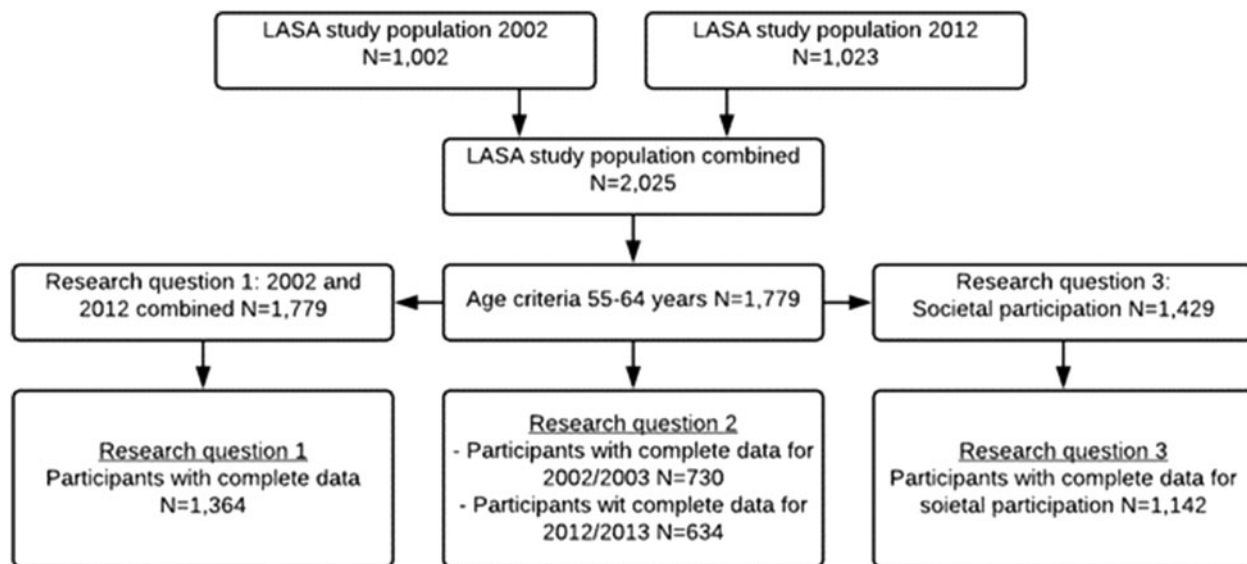 LASA study population 2002
N=1,002
LASA study population 2012
N=1,023
LASA study population combined
N=2,025
Research question 1: 2002 and
2012 combined N=1,779
Age criteria 55-64 years N=1,779
Research question 3:
Societal participation N=1,429
Research question 1
Participants with complete data
N=1,364
Research question 2
- Participants with complete data for
2002/2003 N=730
- Participants wit complete data for
2012/2013 N=634
Research question 3
Participants with complete data for
soietal participation N=1,142